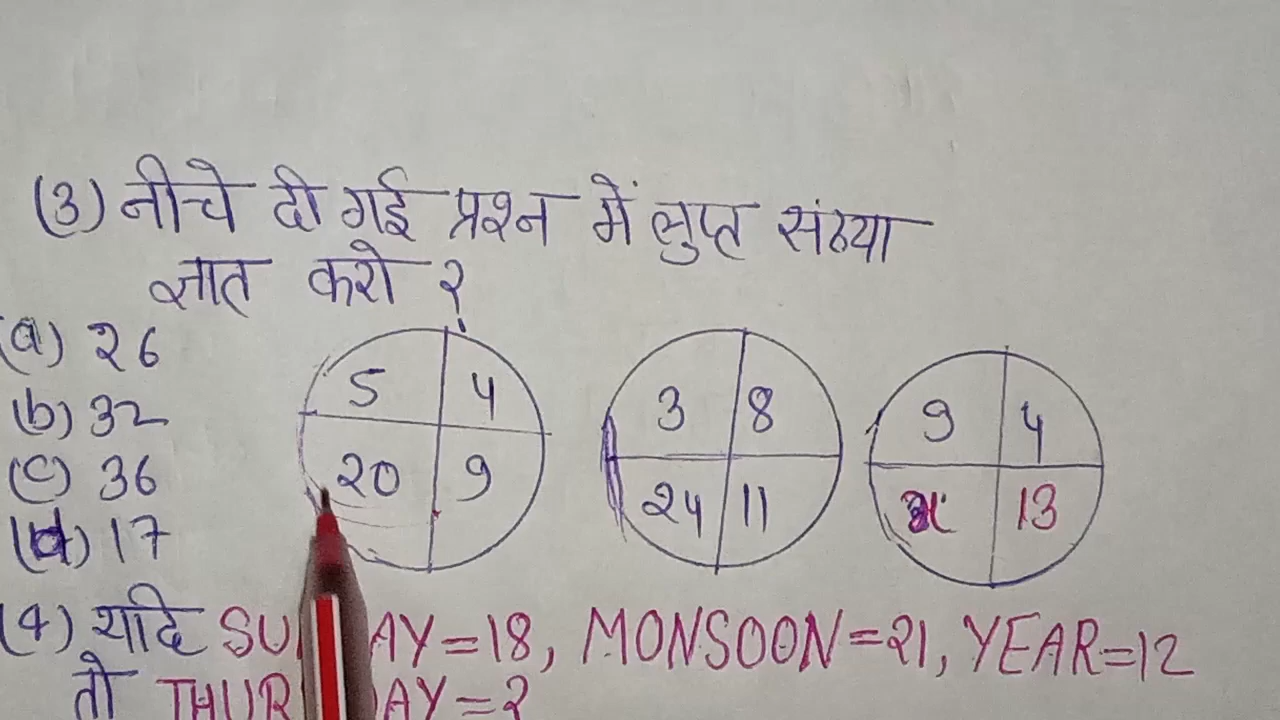 (3) नीचे दी गई प्रश्न में लुप्त संख्या
ज्ञात करो ?
(a) 26
(b) 32
(c) 36
(d) 17
5 4
20 9
3 8
24 11
9 4
x 13
(4) यदि SU AY=18, MONSOON=21, YEAR=12
तो THUR DAY=?